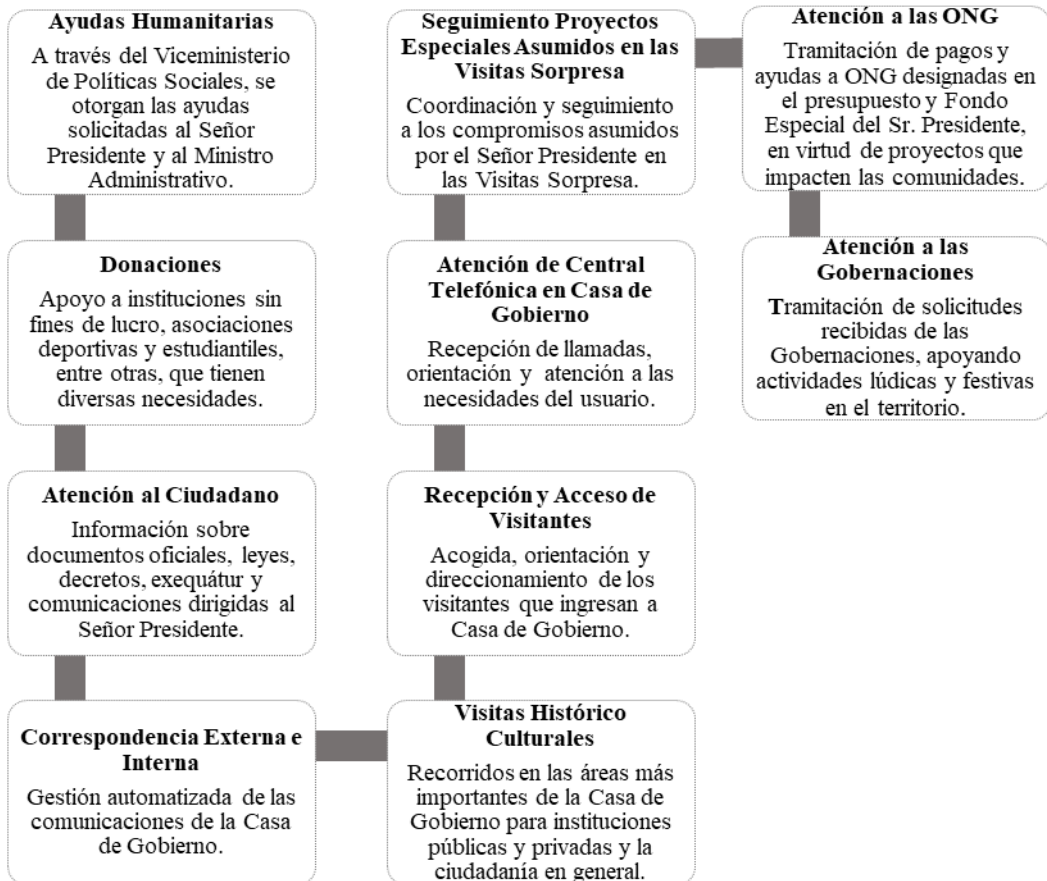 Ayudas Humanitarias
A través del Viceministerio
de Políticas Sociales, se
otorgan las ayudas
solicitadas al Señor
Presidente y al Ministro
Administrativo.
Donaciones
Apoyo a instituciones sin
fines de lucro, asociaciones
deportivas y estudiantiles,
entre otras, que tienen
diversas necesidades.
Atención al Ciudadano
Información sobre
documentos oficiales, leyes,
decretos, exequátur y
comunicaciones dirigidas al
Señor Presidente.
Correspondencia Externa e
Interna
Gestión automatizada de las
comunicaciones de la Casa
de Gobierno.
Visitas Histórico
Culturales
Recorridos en las áreas más
importantes de la Casa de
Gobierno para instituciones
públicas y privadas y la
ciudadanía en general.
Recepción y Acceso de
Visitantes
Acogida, orientación y
direccionamiento de los
visitantes que ingresan a
Casa de Gobierno.
Atención de Central
Telefónica en Casa de
Gobierno
Recepción de llamadas,
orientación y atención a las
necesidades del usuario.
Seguimiento Proyectos
Especiales Asumidos en las
Visitas Sorpresa
Coordinación y seguimiento
a los compromisos asumidos
por el Señor Presidente en
las Visitas Sorpresa.
Atención a las ONG
Tramitación de pagos y
ayudas a ONG designadas en
el presupuesto y Fondo
Especial del Sr. Presidente,
en virtud de proyectos que
impacten las comunidades.
Atención a las
Gobernaciones
Tramitación de solicitudes
recibidas de las
Gobernaciones, apoyando
actividades lúdicas y festivas
en el territorio.